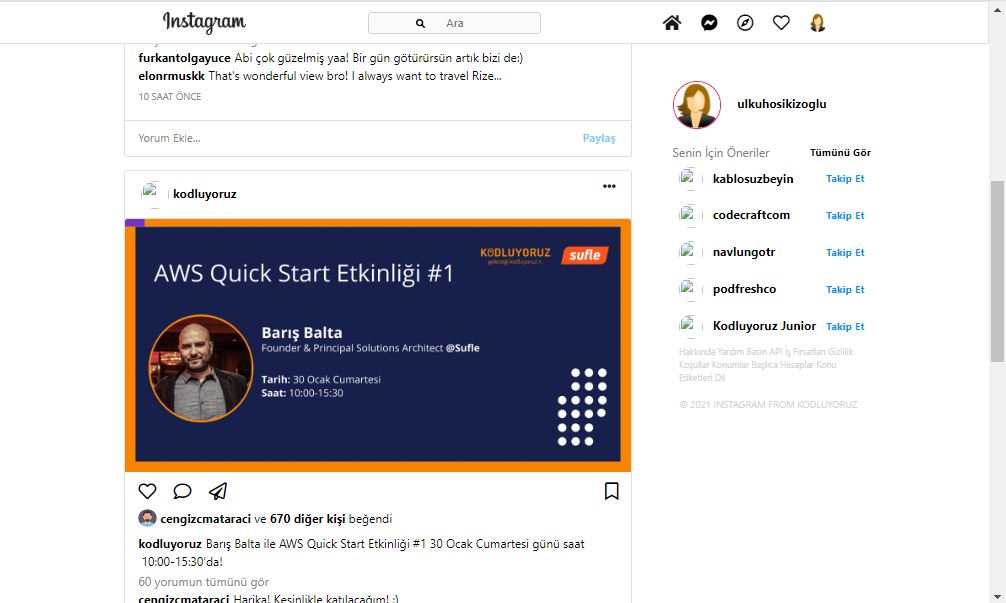 Instagram
Ara
furkantolgayuce Abi çok güzelmiş yaa! Bir gün götürürsün artık bizi de:)
elonrmuskk That's wonderful view bro! I always want to travel Rize...
10 SAAT ÖNCE
Yorum Ekle...
Paylaş
kodluyoruz
KODLUYORUZ
geleceği kodluyoruz >_
sufle
AWS Quick Start Etkinliği #1
Barış Balta
Founder & Principal Solutions Architect @Sufle
Tarih: 30 Ocak Cumartesi
Saat: 10:00-15:30
cengizcmataraci ve 670 diğer kişi beğendi
kodluyoruz Barış Balta ile AWS Quick Start Etkinliği #1 30 Ocak Cumartesi günü saat
10:00-15:30'da!
60 yorumun tümünü gör
cengizcmataraci Harika! Kesinlikle katılacağım! :)
ulkuhosikizoglu
Senin İçin Öneriler
Tümünü Gör
kablosuzbeyin
Takip Et
codecraftcom
Takip Et
navlungotr
Takip Et
podfreshco
Takip Et
Kodluyoruz Junior
Takip Et
Hakkında Yardım Basın API İş Fırsatları Gizlilik
Koşullar Konumlar Başlıca Hesaplar Konu
Etiketleri Dil
© 2021 INSTAGRAM FROM KODLUYORUZ